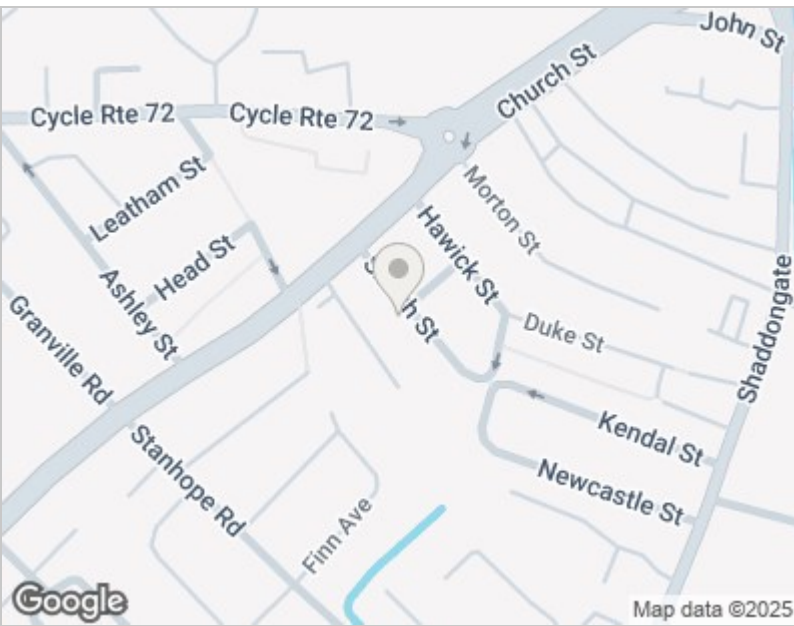 John St
Church St
Cycle Rte 72
Cycle Rte 72
Leatham St
Morton St
Hawick St
Head St
Ashley St
Granville Rd
Duke St
Shaddongate
Kendal St
Stanhope Rd
Newcastle St
Finn Ave
Google
Map data ©2025